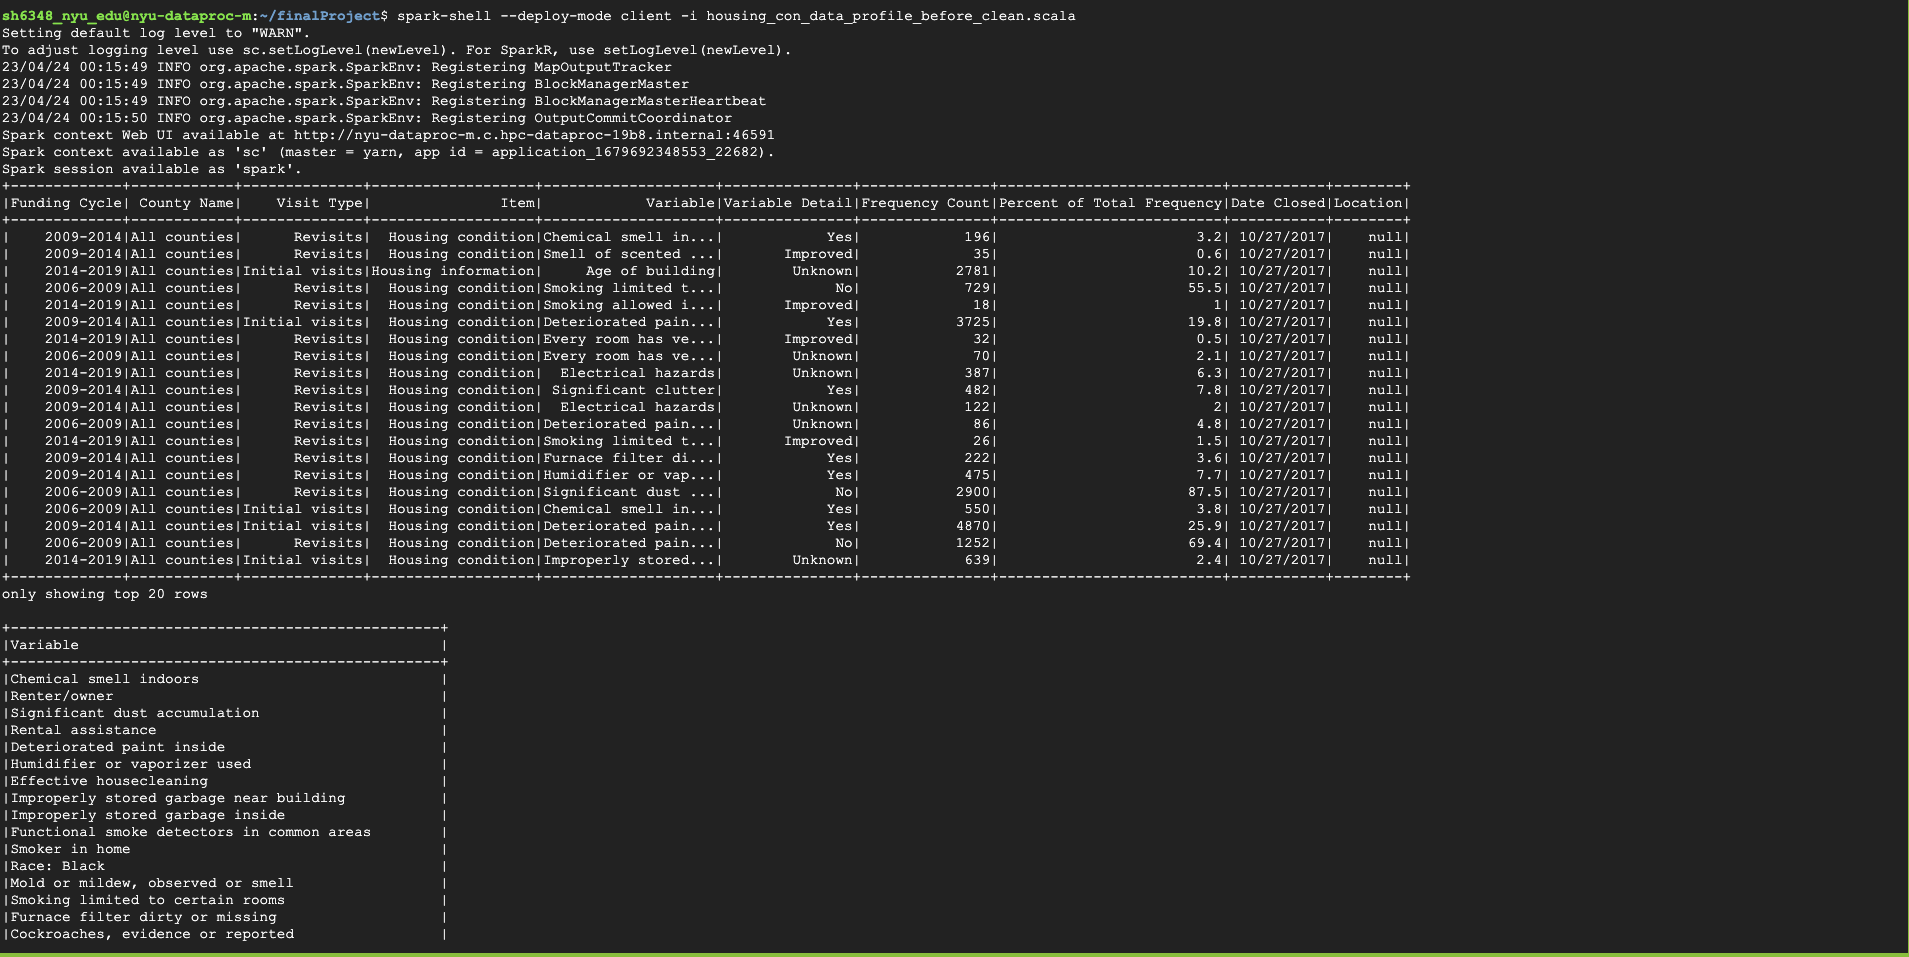 sh6348_nyu_edu@nyu-dataproc-m:~/finalProject$ spark-shell --deploy-mode client -i housing_con_data_profile_before_clean.scala
Setting default log level to "WARN".
To adjust logging level use sc.setLogLevel(newLevel). For SparkR, use setLogLevel(newLevel).
23/04/24 00:15:49 INFO org.apache.spark.SparkEnv: Registering MapOutputTracker
23/04/24 00:15:49 INFO org.apache.spark.SparkEnv: Registering BlockManagerMaster
23/04/24 00:15:49 INFO org.apache.spark.SparkEnv: Registering BlockManagerMasterHeartbeat
23/04/24 00:15:50 INFO org.apache.spark.SparkEnv: Registering OutputCommitCoordinator
Spark context Web UI available at http://nyu-dataproc-m.c.hpc-dataproc-19b8.internal:46591
Spark context available as 'sc' (master = yarn, app id = application_1679692348553_22682).
Spark session available as 'spark'.
+-------------+------------+--------------+-------------------+--------------------+---------------+---------------+--------------------------+-----------+--------+
|Funding Cycle| County Name|    Visit Type|               Item|            Variable|Variable Detail|Frequency Count|Percent of Total Frequency|Date Closed|Location|
+-------------+------------+--------------+-------------------+--------------------+---------------+---------------+--------------------------+-----------+--------+
|    2009-2014|All counties|      Revisits|  Housing condition|Chemical smell in...|            Yes|            196|                       3.2| 10/27/2017|    null|
|    2009-2014|All counties|      Revisits|  Housing condition|Smell of scented ...|       Improved|             35|                       0.6| 10/27/2017|    null|
|    2014-2019|All counties|Initial visits|Housing information|     Age of building|        Unknown|           2781|                      10.2| 10/27/2017|    null|
|    2006-2009|All counties|      Revisits|  Housing condition|Smoking limited t...|             No|            729|                      55.5| 10/27/2017|    null|
|    2014-2019|All counties|      Revisits|  Housing condition|Smoking allowed i...|       Improved|             18|                         1| 10/27/2017|    null|
|    2009-2014|All counties|Initial visits|  Housing condition|Deteriorated pain...|            Yes|           3725|                      19.8| 10/27/2017|    null|
|    2014-2019|All counties|      Revisits|  Housing condition|Every room has ve...|       Improved|             32|                       0.5| 10/27/2017|    null|
|    2006-2009|All counties|      Revisits|  Housing condition|Every room has ve...|        Unknown|             70|                       2.1| 10/27/2017|    null|
|    2014-2019|All counties|      Revisits|  Housing condition|  Electrical hazards|        Unknown|            387|                       6.3| 10/27/2017|    null|
|    2009-2014|All counties|      Revisits|  Housing condition| Significant clutter|            Yes|            482|                       7.8| 10/27/2017|    null|
|    2009-2014|All counties|      Revisits|  Housing condition|  Electrical hazards|        Unknown|            122|                         2| 10/27/2017|    null|
|    2006-2009|All counties|      Revisits|  Housing condition|Deteriorated pain...|        Unknown|             86|                       4.8| 10/27/2017|    null|
|    2014-2019|All counties|      Revisits|  Housing condition|Smoking limited t...|       Improved|             26|                       1.5| 10/27/2017|    null|
|    2009-2014|All counties|      Revisits|  Housing condition|Furnace filter di...|            Yes|            222|                       3.6| 10/27/2017|    null|
|    2009-2014|All counties|      Revisits|  Housing condition|Humidifier or vap...|            Yes|            475|                       7.7| 10/27/2017|    null|
|    2006-2009|All counties|      Revisits|  Housing condition|Significant dust ...|             No|           2900|                      87.5| 10/27/2017|    null|
|    2006-2009|All counties|Initial visits|  Housing condition|Chemical smell in...|            Yes|            550|                       3.8| 10/27/2017|    null|
|    2009-2014|All counties|Initial visits|  Housing condition|Deteriorated pain...|            Yes|           4870|                      25.9| 10/27/2017|    null|
|    2006-2009|All counties|      Revisits|  Housing condition|Deteriorated pain...|             No|           1252|                      69.4| 10/27/2017|    null|
|    2014-2019|All counties|Initial visits|  Housing condition|Improperly stored...|        Unknown|            639|                       2.4| 10/27/2017|    null|
+-------------+------------+--------------+-------------------+--------------------+---------------+---------------+--------------------------+-----------+--------+
only showing top 20 rows
+--------------------------------------------------+
|Variable                                          |
+--------------------------------------------------+
|Chemical smell indoors                            |
|Renter/owner                                      |
|Significant dust accumulation                     |
|Rental assistance                                 |
|Deteriorated paint inside                         |
|Humidifier or vaporizer used                      |
|Effective housecleaning                           |
|Improperly stored garbage near building           |
|Improperly stored garbage inside                  |
|Functional smoke detectors in common areas        |
|Smoker in home                                    |
|Race: Black                                       |
|Mold or mildew, observed or smell                 |
|Smoking limited to certain rooms                  |
|Furnace filter dirty or missing                   |
|Cockroaches, evidence or reported                 |